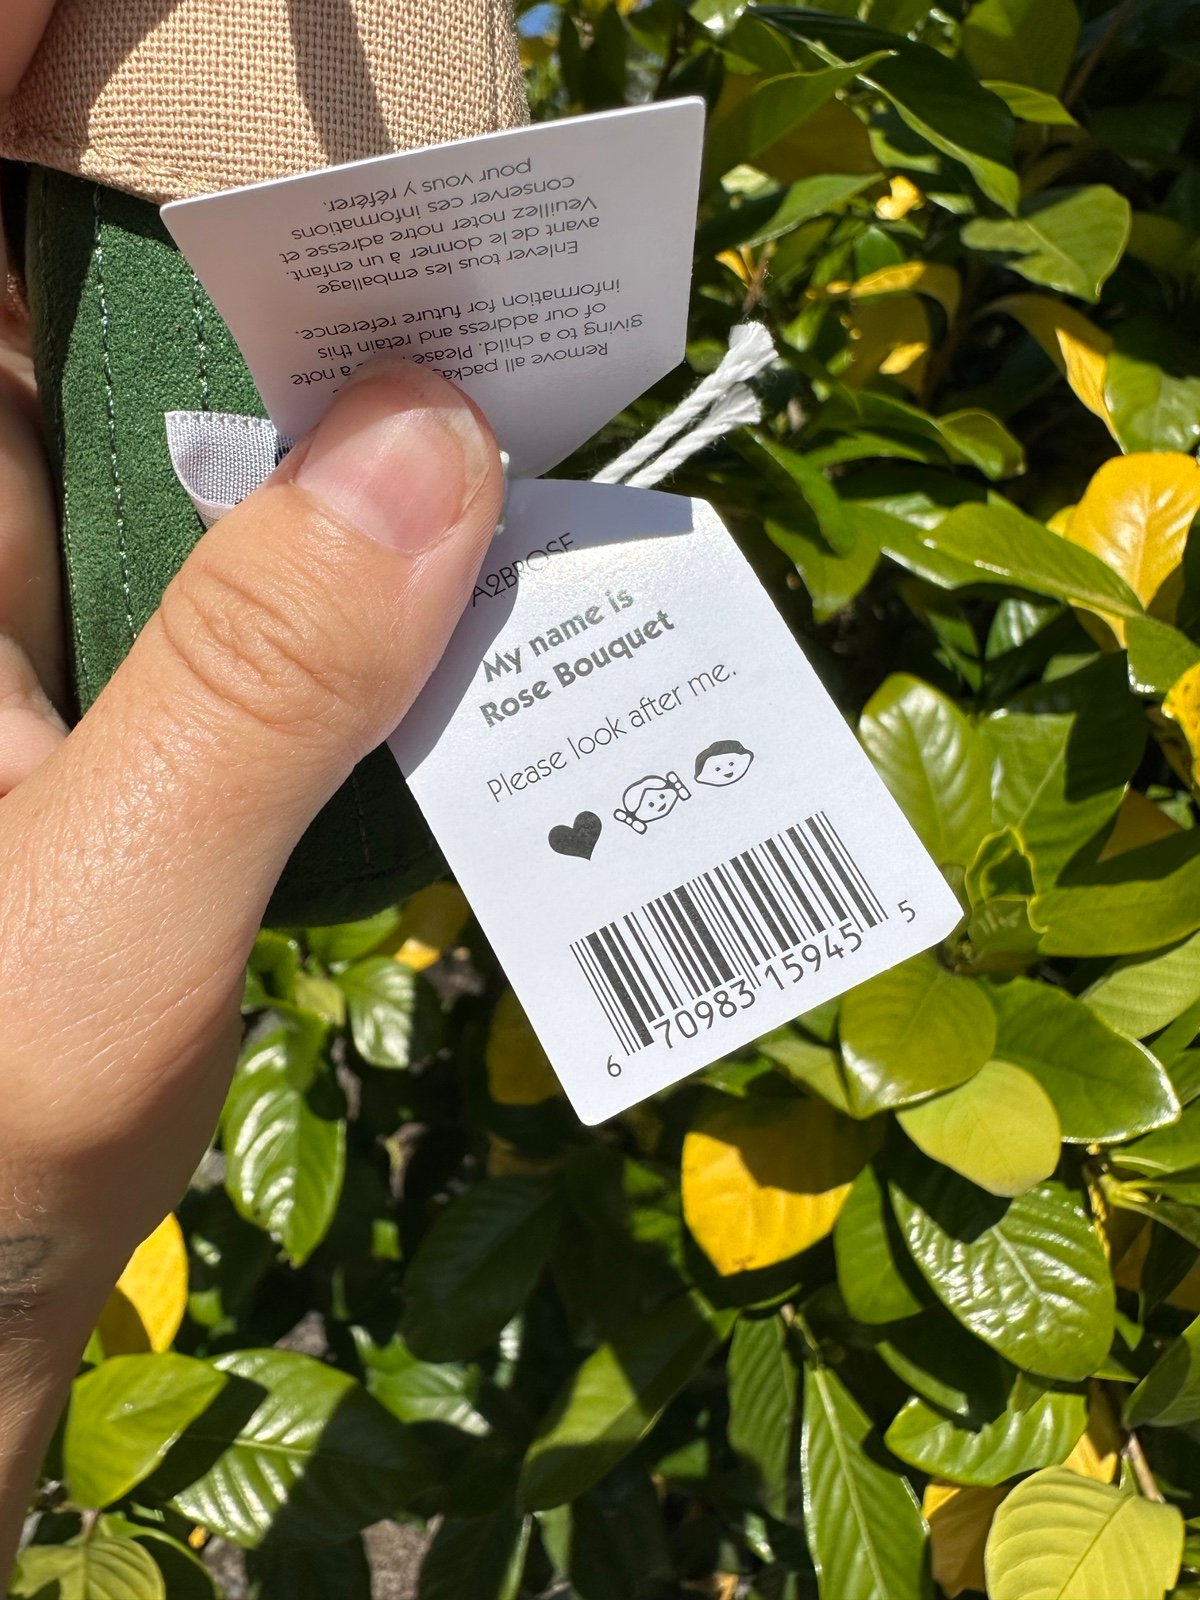 Remove all
giving to a child. Please, a note
of our address and retain this
information for future reference.
Enlever tous les emballage
avant de le donner à un enfant.
Veuillez noter notre adresse et
conserver ces informations
pour vous y référer.
A2BROSE
My name is
Rose Bouquet
Please look after me.
6 70983 15945 5